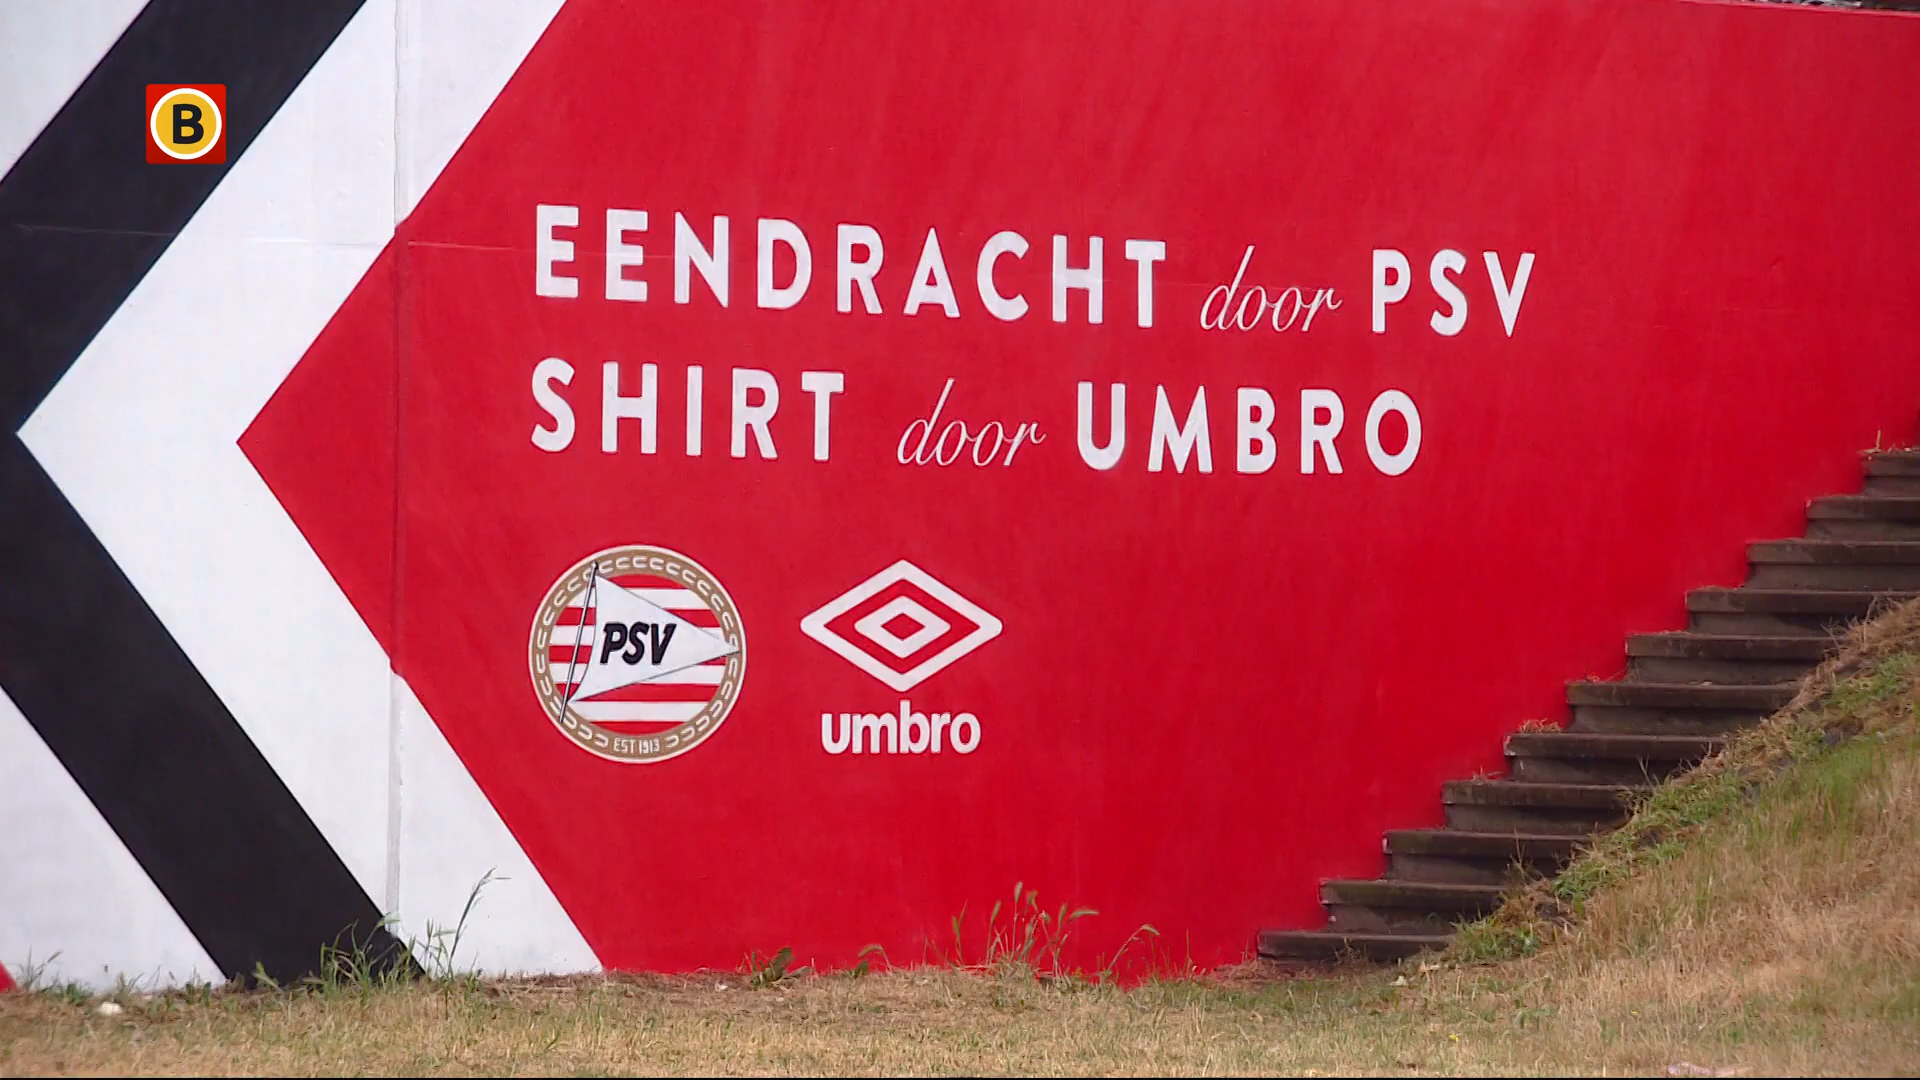 B
EENDRACHT door PSV
SHIRT door UMBRO
PSV
EST 1913
umbro